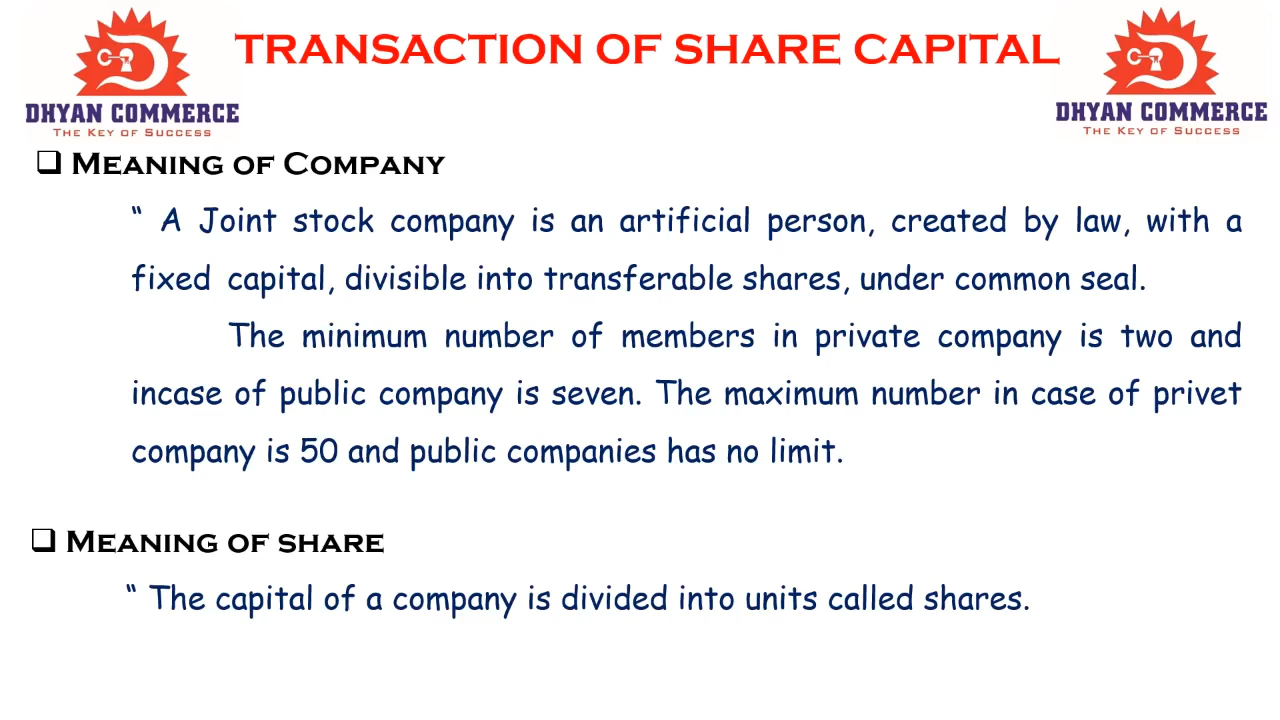 TRANSACTION OF SHARE CAPITAL
DHYAN COMMERCE
THE KEY OF SUCCESS
DHYAN COMMERCE
THE KEY OF SUCCESS
❑ MEANING OF COMPANY
“ A Joint stock company is an artificial person, created by law, with a
fixed capital, divisible into transferable shares, under common seal.
The minimum number of members in private company is two and
incase of public company is seven. The maximum number in case of privet
company is 50 and public companies has no limit.
❑ MEANING OF SHARE
“ The capital of a company is divided into units called shares.